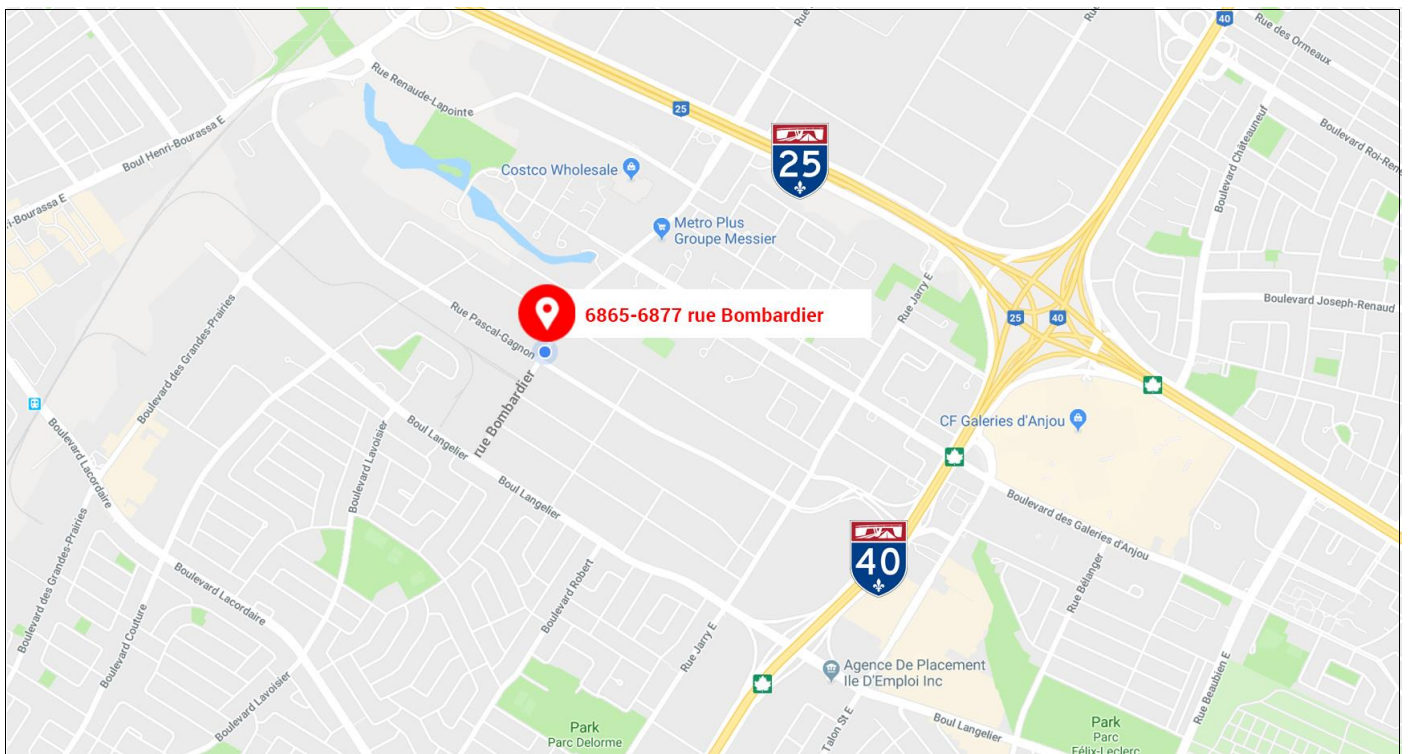 Rue
Rue
40
Rue des Ormeaux
Rue Renaude-Lapointe
25
Boul Henri-Bourassa E
Costco Wholesale
25
Boulevard Châteauneuf
Boulevard Roi-Ren
i-Bourassa E
Metro Plus
Groupe Messier
Rue Jarry E
Boulevard des Grandes-Prairies
Rue Pascal-Gagnon
6865-6877 rue Bombardier
25
40
Boulevard Joseph-Renaud
rue Bombardier
CF Galeries d'Anjou
Boulevard Lacordaire
Boulevard Lavoisier
Boul Langelier
Boul Langelier
Boulevard des Galeries d'Anjou
Boulevard des Grandes-Prairies
40
Boulevard Lacordaire
Boulevard Couture
Boulevard Robert
Rue Jarry E
Rue Bélanger
Rue Beaubien E
Boulevard Lavoisier
Agence De Placement
Ile D'Emploi Inc
Talon St E
Boul Langelier
Park
Parc Delorme
Park
Parc
Félix-Leclerc